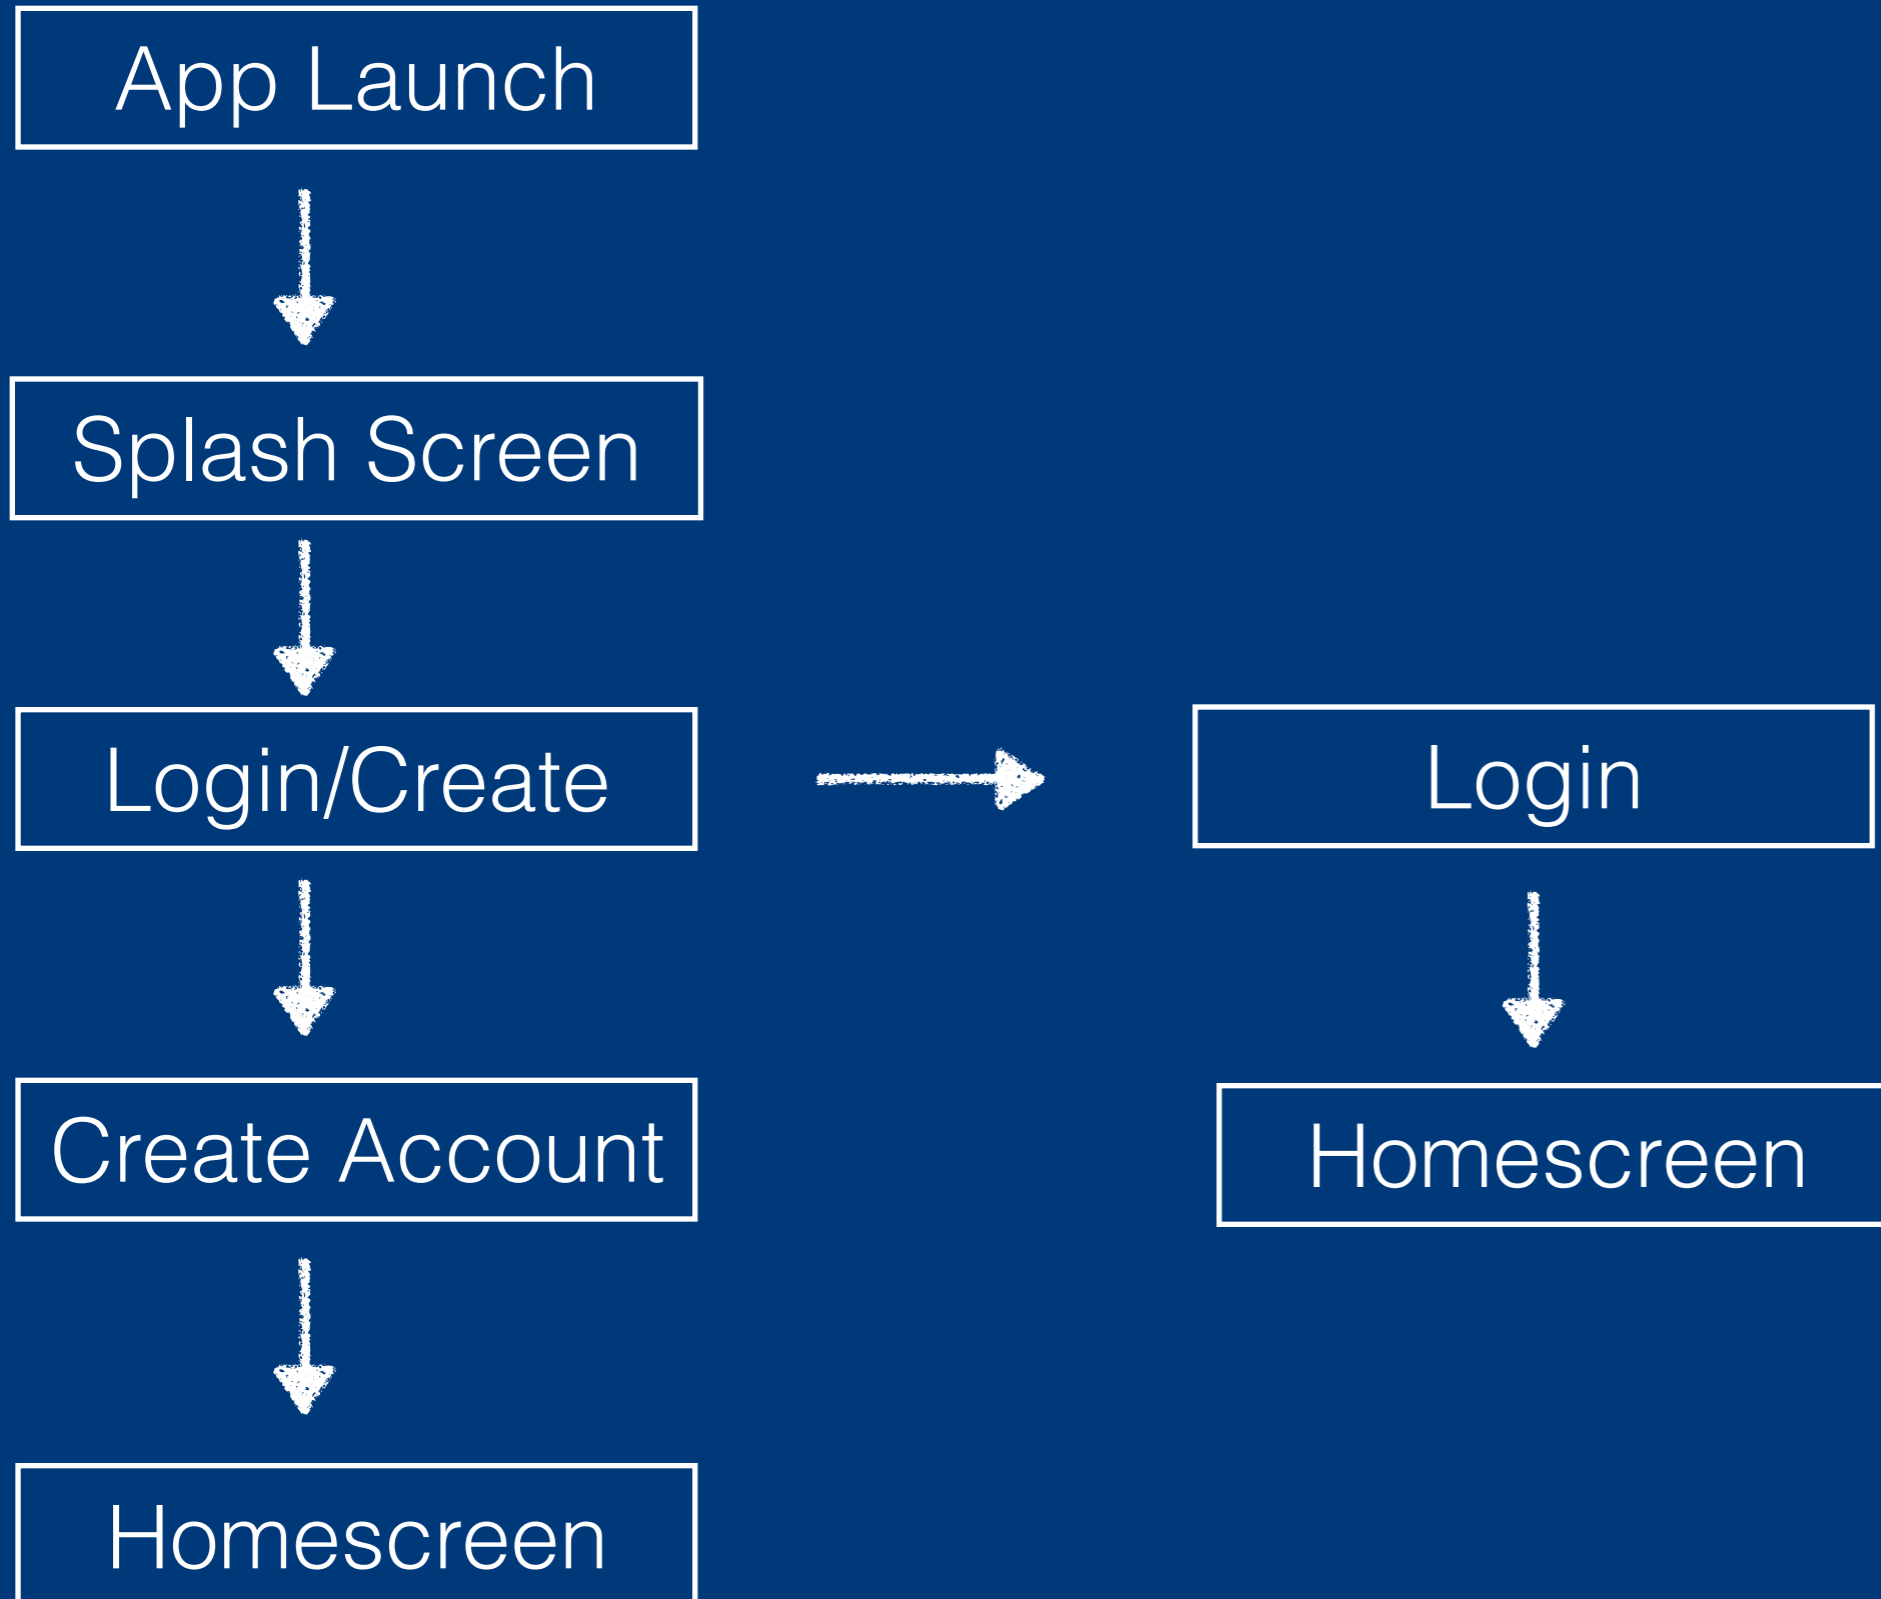 App Launch
Splash Screen
Login/Create
Login
Create Account
Homescreen
Homescreen